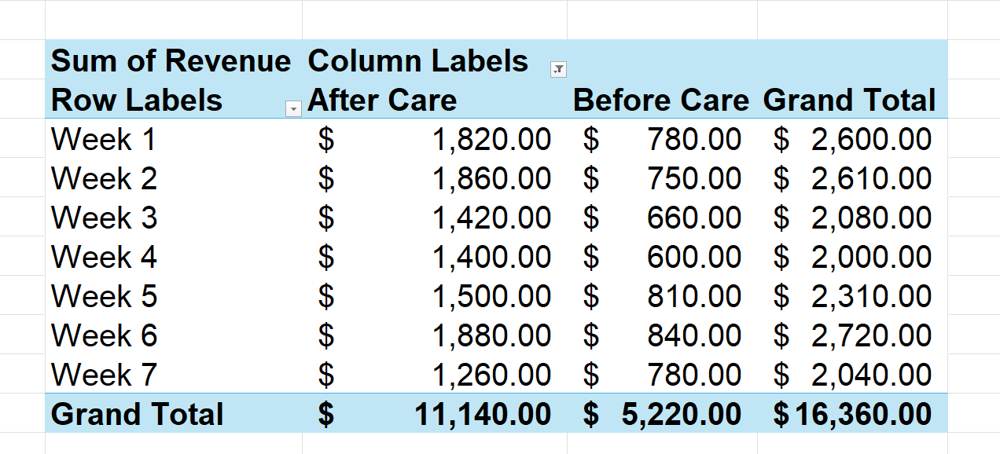 Sum of Revenue Column Labels
Row Labels After Care Before Care Grand Total
Week 1 $ 1,820.00 $ 780.00 $ 2,600.00
Week 2 $ 1,860.00 $ 750.00 $ 2,610.00
Week 3 $ 1,420.00 $ 660.00 $ 2,080.00
Week 4 $ 1,400.00 $ 600.00 $ 2,000.00
Week 5 $ 1,500.00 $ 810.00 $ 2,310.00
Week 6 $ 1,880.00 $ 840.00 $ 2,720.00
Week 7 $ 1,260.00 $ 780.00 $ 2,040.00
Grand Total $ 11,140.00 $ 5,220.00 $ 16,360.00